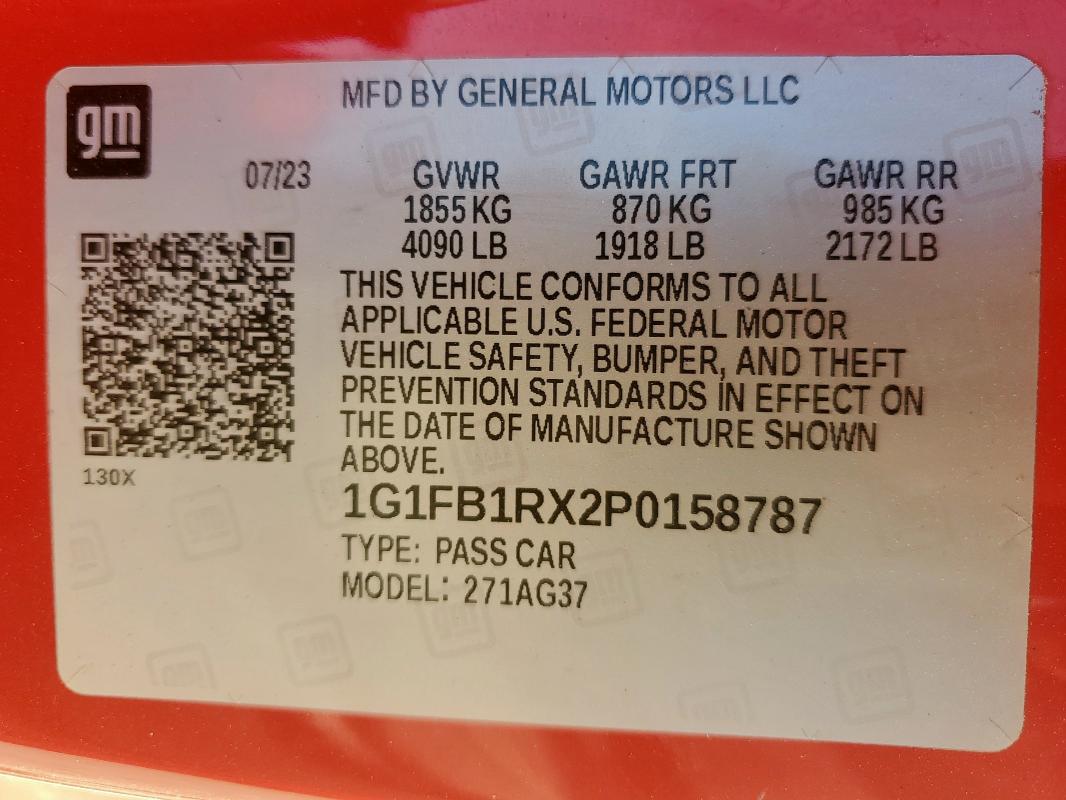 gm
MFD BY GENERAL MOTORS LLC
07/23 GVWR GAWR FRT GAWR RR
1855 KG 870 KG 985 KG
4090 LB 1918 LB 2172 LB
THIS VEHICLE CONFORMS TO ALL
APPLICABLE U.S. FEDERAL MOTOR
VEHICLE SAFETY, BUMPER, AND THEFT
PREVENTION STANDARDS IN EFFECT ON
THE DATE OF MANUFACTURE SHOWN
ABOVE.
130X
1G1FB1RX2P0158787
TYPE: PASS CAR
MODEL: 271AG37